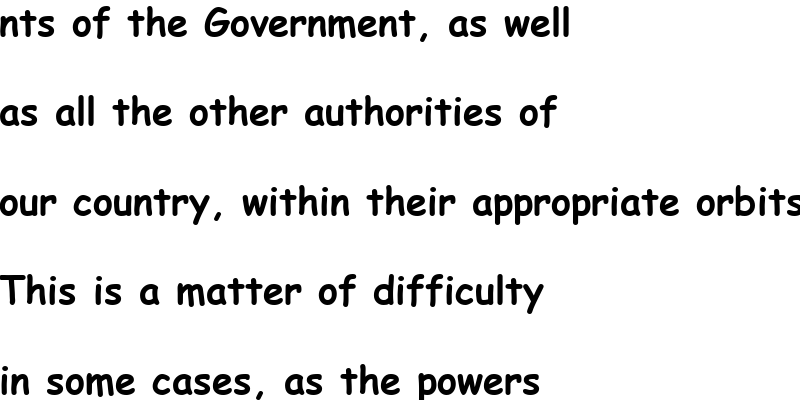 nts of the Government, as well
as all the other authorities of
our country, within their appropriate orbits
This is a matter of difficulty
in some cases, as the powers